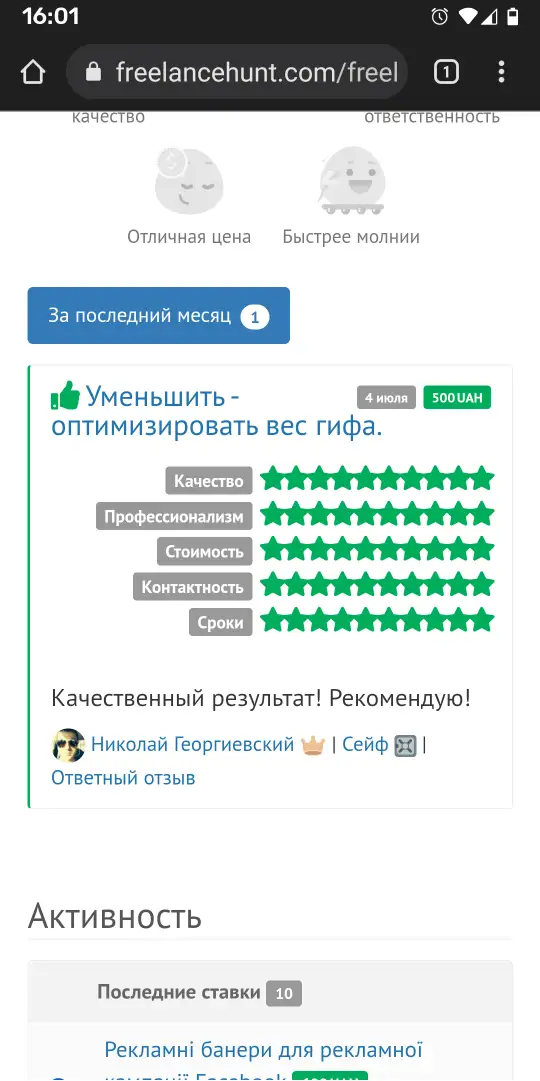 16:01
freelancehunt.com/freel
1
качество
ответственность
Отличная цена
Быстрее молнии
За последний месяц 1
Уменьшить - 4 июля 500 UAH
оптимизировать вес гифа.
Качество
Профессионализм
Стоимость
Контактность
Сроки
Качественный результат! Рекомендую!
Николай Георгиевский | Сейф |
Ответный отзыв
Активность
Последние ставки 10
Рекламні банери для рекламної
кампанії Facebook